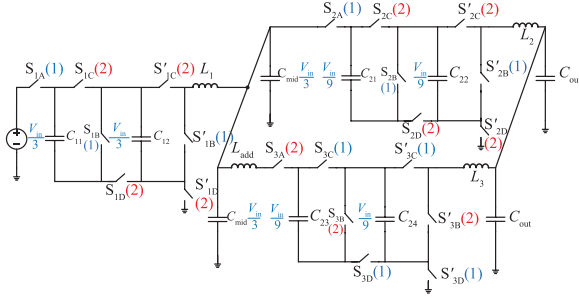 S2A(1) S2C(2) S′2C(2)
L2
S1A(1) S1C(2) S′1C(2) L1
Cmid Vin/3 Vin/9 C21 S2B(1) Vin/9 C22 S′2B(1) Cout
Vin/3 C11 S1B(1) Vin/3 C12 S′1B(1)
S2D(2) S′2D(2)
Ladd S3A(2) S3C(1) S′3C(1) L3
S1D(2) S′1D(2)
Cmid Vin/3 Vin/9 C23 S3B(2) Vin/9 C24 S′3B(2) Cout
S3D(1) S′3D(1)